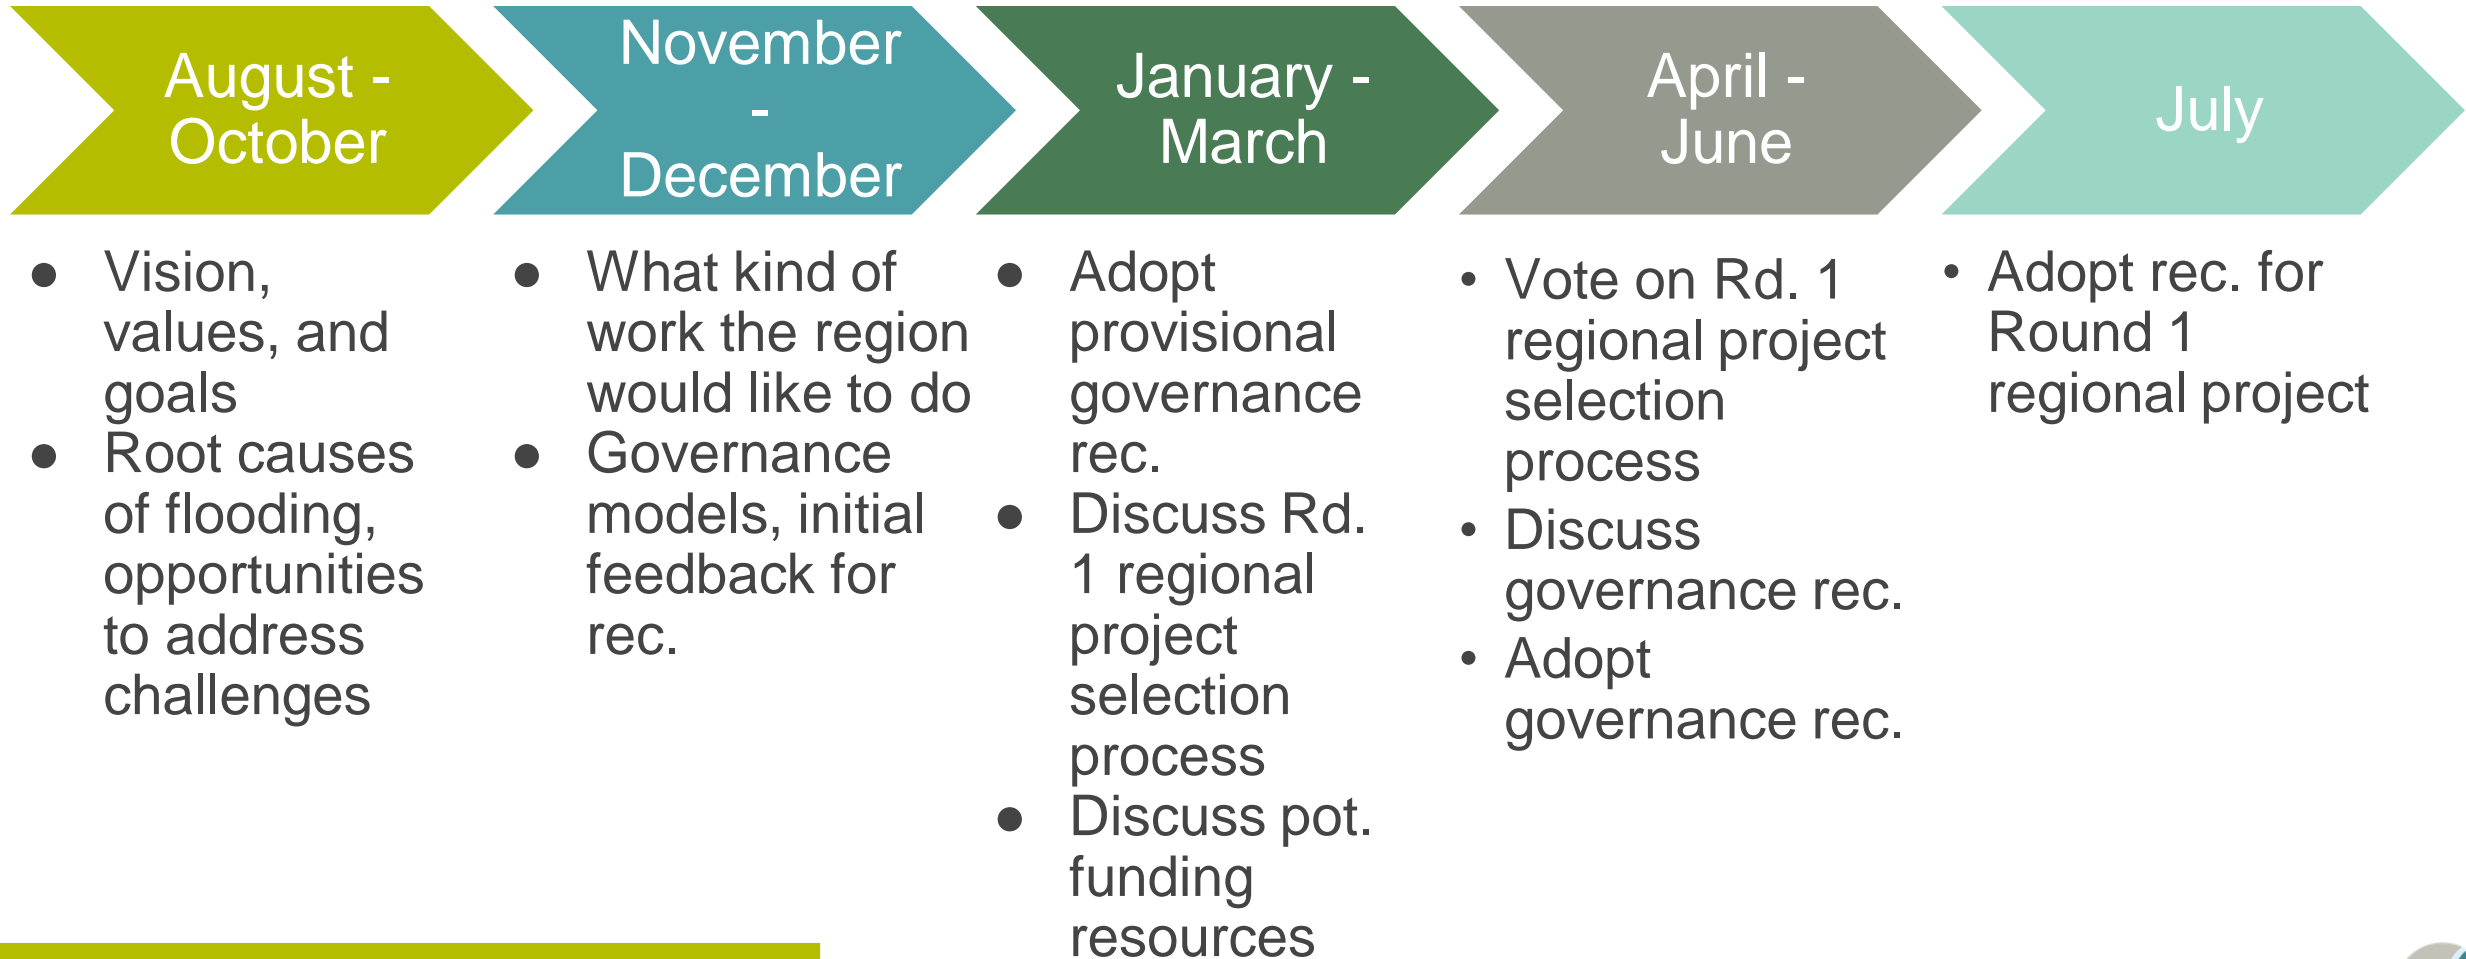 August -
October
November
-
December
January -
March
April -
June
July
● Vision,
values, and
goals
● Root causes
of flooding,
opportunities
to address
challenges
● What kind of
work the region
would like to do
● Governance
models, initial
feedback for
rec.
● Adopt
provisional
governance
rec.
● Discuss Rd.
1 regional
project
selection
process
● Discuss pot.
funding
resources
• Vote on Rd. 1
regional project
selection
process
• Discuss
governance rec.
• Adopt
governance rec.
• Adopt rec. for
Round 1
regional project